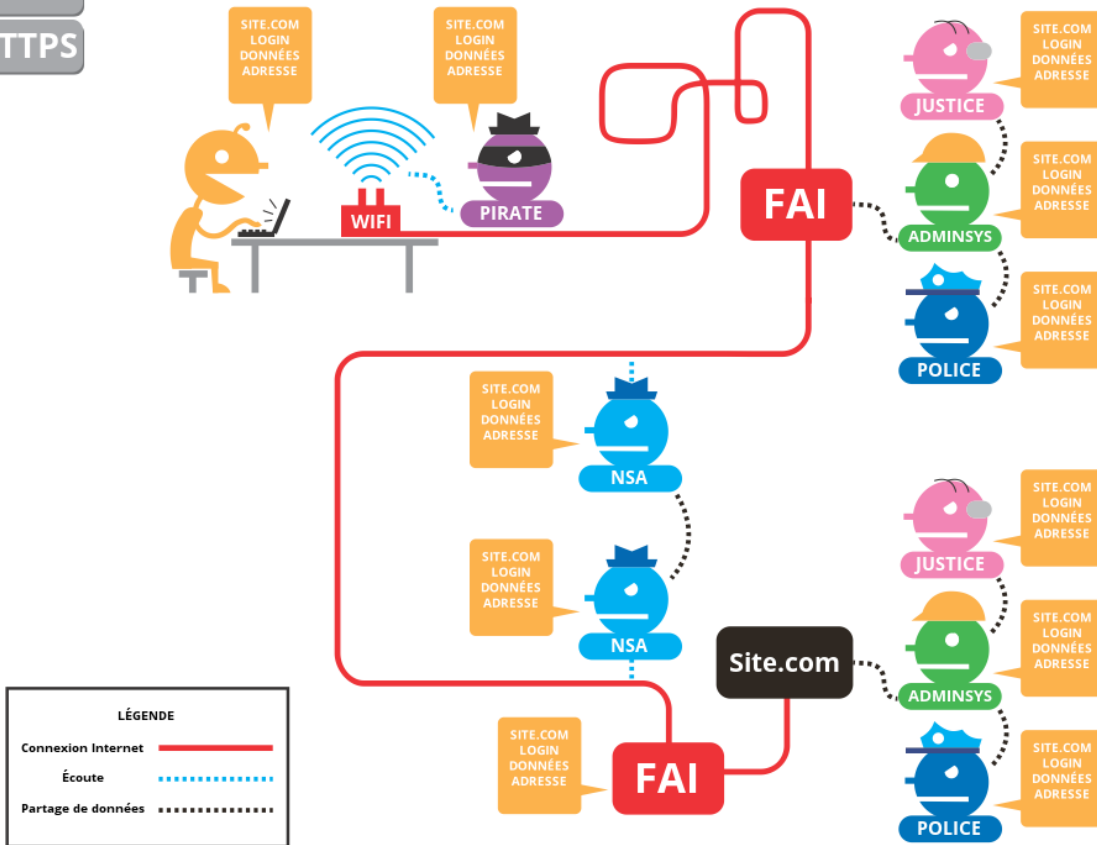 TTPS
SITE.COM
LOGIN
DONNÉES
ADRESSE
SITE.COM
LOGIN
DONNÉES
ADRESSE
WIFI
PIRATE
FAI
SITE.COM
LOGIN
DONNÉES
ADRESSE
JUSTICE
SITE.COM
LOGIN
DONNÉES
ADRESSE
ADMINSYS
SITE.COM
LOGIN
DONNÉES
ADRESSE
POLICE
SITE.COM
LOGIN
DONNÉES
ADRESSE
NSA
SITE.COM
LOGIN
DONNÉES
ADRESSE
NSA
SITE.COM
LOGIN
DONNÉES
ADRESSE
JUSTICE
Site.com
SITE.COM
LOGIN
DONNÉES
ADRESSE
ADMINSYS
SITE.COM
LOGIN
DONNÉES
ADRESSE
FAI
SITE.COM
LOGIN
DONNÉES
ADRESSE
POLICE
LÉGENDE
Connexion Internet
Écoute
Partage de données